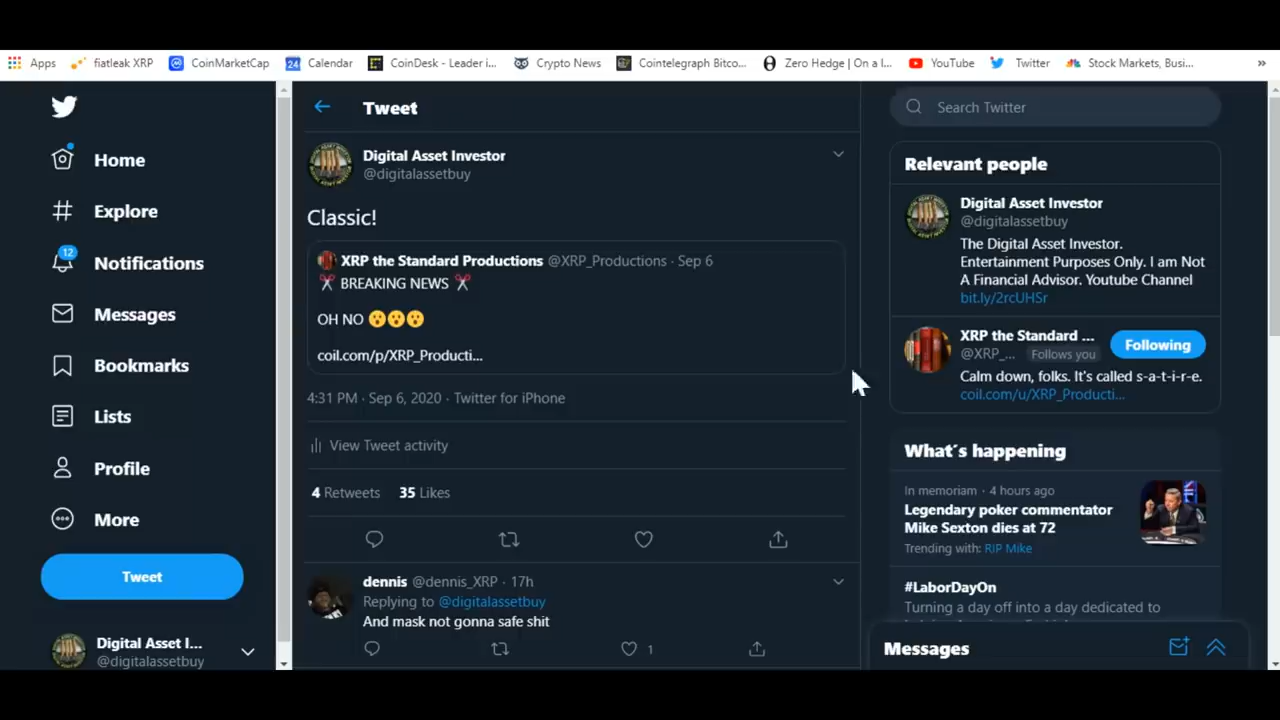 Apps fiatleak XRP CoinMarketCap Calendar CoinDesk - Leader i... Crypto News Cointelegraph Bitco... Zero Hedge | On a l... YouTube Twitter Stock Markets, Busi... »
Home
Explore
12
Notifications
Messages
Bookmarks
Lists
Profile
More
Tweet
Digital Asset I...
@digitalassetbuy
Tweet
Digital Asset Investor
@digitalassetbuy
Classic!
XRP the Standard Productions @XRP_Productions · Sep 6
✂️ BREAKING NEWS ✂️
OH NO 😮😮😮
coil.com/p/XRP_Producti...
4:31 PM · Sep 6, 2020 · Twitter for iPhone
View Tweet activity
4 Retweets 35 Likes
dennis @dennis_XRP · 17h
Replying to @digitalassetbuy
And mask not gonna safe shit
1
Search Twitter
Relevant people
Digital Asset Investor
@digitalassetbuy
The Digital Asset Investor.
Entertainment Purposes Only. I am Not
A Financial Advisor. Youtube Channel
bit.ly/2rcUHSr
XRP the Standard ...
@XRP_... Follows you
Following
Calm down, folks. It's called s-a-t-i-r-e.
coil.com/u/XRP_Producti...
What's happening
In memoriam · 4 hours ago
Legendary poker commentator
Mike Sexton dies at 72
Trending with: RIP Mike
#LaborDayOn
Turning a day off into a day dedicated to
Messages